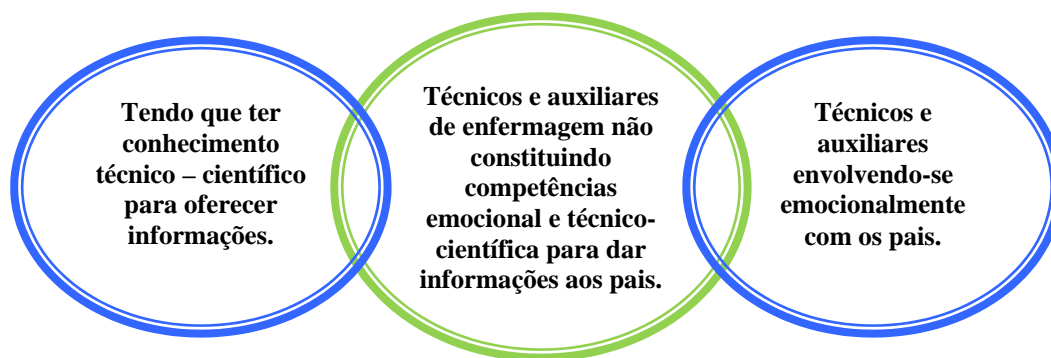 Tendo que ter
conhecimento
técnico – científico
para oferecer
informações.
Técnicos e auxiliares
de enfermagem não
constituindo
competências
emocional e técnico-
científica para dar
informações aos pais.
Técnicos e
auxiliares
envolvendo-se
emocionalmente
com os pais.